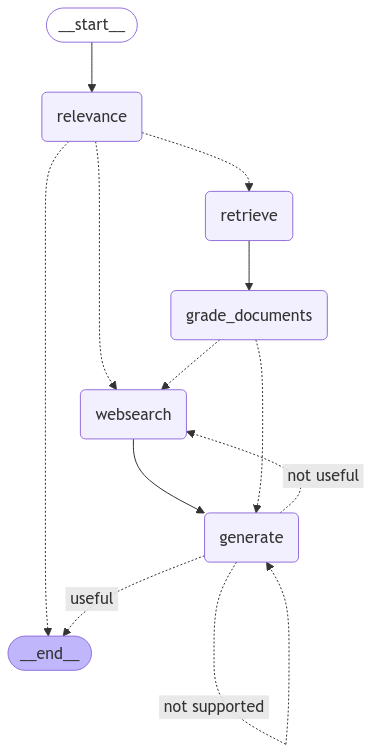 __start__
relevance
retrieve
grade_documents
websearch
not useful
generate
useful
__end__
not supported